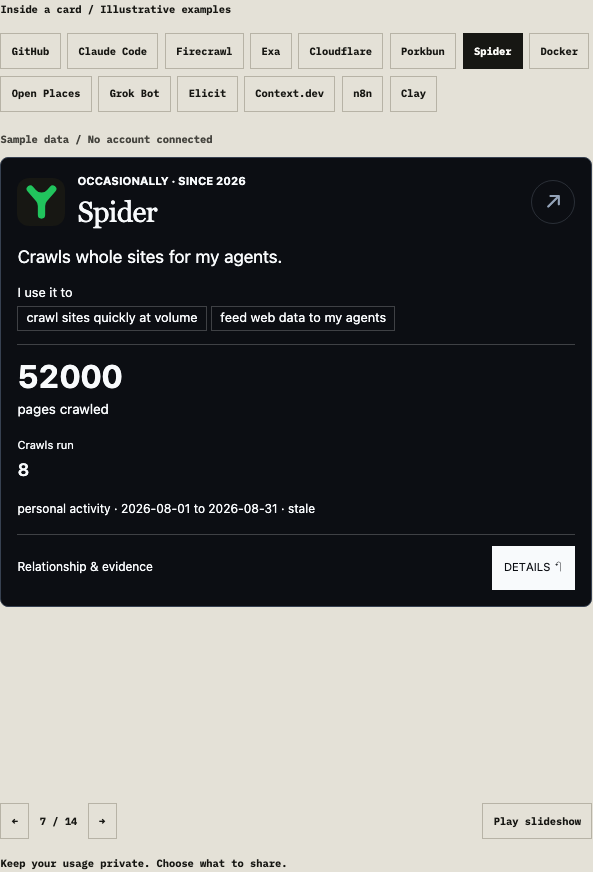 Inside a card / Illustrative examples
GitHub Claude Code Firecrawl Exa Cloudflare Porkbun Spider Docker
Open Places Grok Bot Elicit Context.dev n8n Clay
Sample data / No account connected
OCCASIONALLY · SINCE 2026
Spider
Crawls whole sites for my agents.
I use it to
crawl sites quickly at volume feed web data to my agents
52000
pages crawled
Crawls run
8
personal activity · 2026-08-01 to 2026-08-31 · stale
Relationship & evidence DETAILS
← 7 / 14 → Play slideshow
Keep your usage private. Choose what to share.